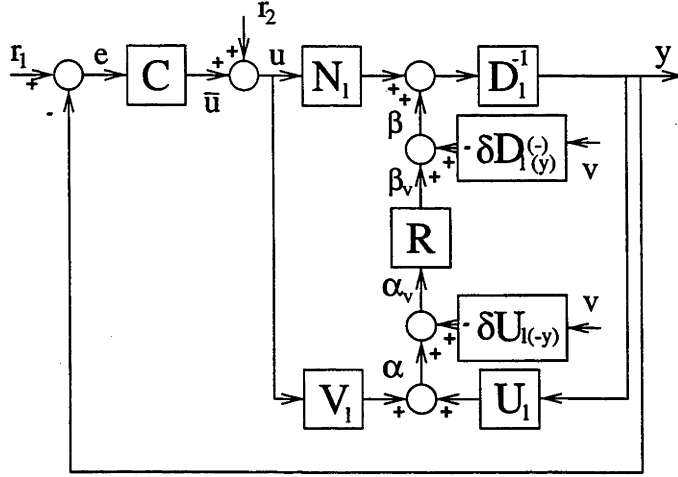 r₂
r₁ e C ū u N₁ D₁⁻¹ y
+ + + + +
-
β - δD₁₍y₎⁽⁻⁾ v
+ +
βᵥ
R
αᵥ
- δU₁₍₋y₎ v
+ +
α
V₁ + + U₁